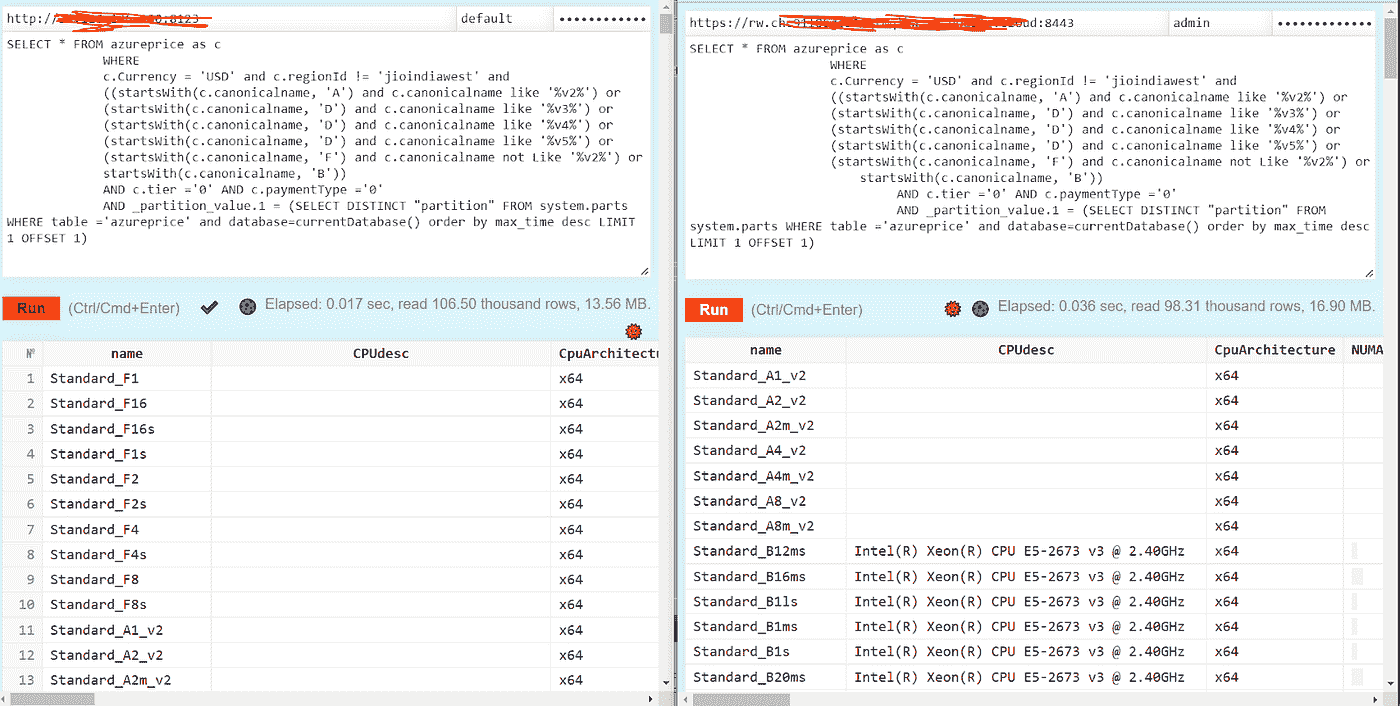 http:// :8123 default ••••••••••••
SELECT * FROM azureprice as c
WHERE
c.Currency = 'USD' and c.regionId != 'jioindiawest' and
((startsWith(c.canonicalname, 'A') and c.canonicalname like '%v2%') or
(startsWith(c.canonicalname, 'D') and c.canonicalname like '%v3%') or
(startsWith(c.canonicalname, 'D') and c.canonicalname like '%v4%') or
(startsWith(c.canonicalname, 'D') and c.canonicalname like '%v5%') or
(startsWith(c.canonicalname, 'F') and c.canonicalname not Like '%v2%') or
startsWith(c.canonicalname, 'B'))
AND c.tier ='0' AND c.paymentType ='0'
AND _partition_value.1 = (SELECT DISTINCT "partition" FROM system.parts
WHERE table ='azureprice' and database=currentDatabase() order by max_time desc LIMIT
1 OFFSET 1)
Run (Ctrl/Cmd+Enter) ✔ Elapsed: 0.017 sec, read 106.50 thousand rows, 13.56 MB.
№ name CPUdesc CpuArchitectu
1 Standard_F1 x64
2 Standard_F16 x64
3 Standard_F16s x64
4 Standard_F1s x64
5 Standard_F2 x64
6 Standard_F2s x64
7 Standard_F4 x64
8 Standard_F4s x64
9 Standard_F8 x64
10 Standard_F8s x64
11 Standard_A1_v2 x64
12 Standard_A2_v2 x64
13 Standard_A2m_v2 x64
https://rw.ch :8443 admin •••••••••••••
SELECT * FROM azureprice as c
WHERE
c.Currency = 'USD' and c.regionId != 'jioindiawest' and
((startsWith(c.canonicalname, 'A') and c.canonicalname like '%v2%') or
(startsWith(c.canonicalname, 'D') and c.canonicalname like '%v3%') or
(startsWith(c.canonicalname, 'D') and c.canonicalname like '%v4%') or
(startsWith(c.canonicalname, 'D') and c.canonicalname like '%v5%') or
(startsWith(c.canonicalname, 'F') and c.canonicalname not Like '%v2%') or
startsWith(c.canonicalname, 'B'))
AND c.tier ='0' AND c.paymentType ='0'
AND _partition_value.1 = (SELECT DISTINCT "partition" FROM
system.parts WHERE table ='azureprice' and database=currentDatabase() order by max_time desc
LIMIT 1 OFFSET 1)
Run (Ctrl/Cmd+Enter) Elapsed: 0.036 sec, read 98.31 thousand rows, 16.90 MB.
name CPUdesc CpuArchitecture NUMA
Standard_A1_v2 x64
Standard_A2_v2 x64
Standard_A2m_v2 x64
Standard_A4_v2 x64
Standard_A4m_v2 x64
Standard_A8_v2 x64
Standard_A8m_v2 x64
Standard_B12ms Intel(R) Xeon(R) CPU E5-2673 v3 @ 2.40GHz x64
Standard_B16ms Intel(R) Xeon(R) CPU E5-2673 v3 @ 2.40GHz x64
Standard_B1ls Intel(R) Xeon(R) CPU E5-2673 v3 @ 2.40GHz x64
Standard_B1ms Intel(R) Xeon(R) CPU E5-2673 v3 @ 2.40GHz x64
Standard_B1s Intel(R) Xeon(R) CPU E5-2673 v3 @ 2.40GHz x64
Standard_B20ms Intel(R) Xeon(R) CPU E5-2673 v3 @ 2.40GHz x64